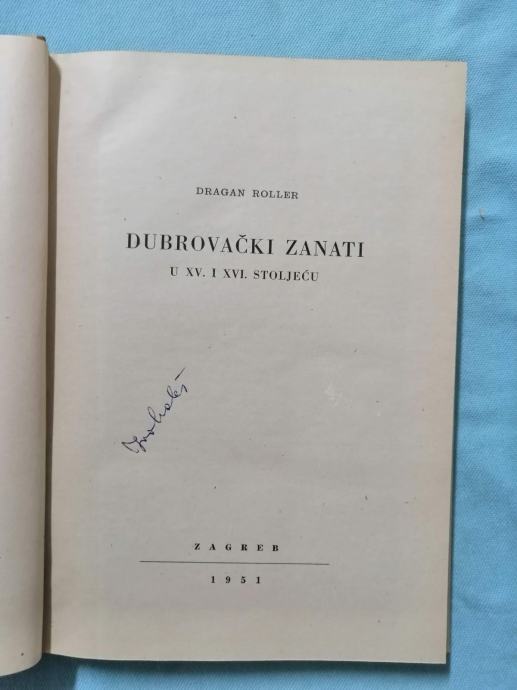 DRAGAN ROLLER
DUBROVAČKI ZANATI
U XV. I XVI. STOLJEĆU
ZAGREB
1951